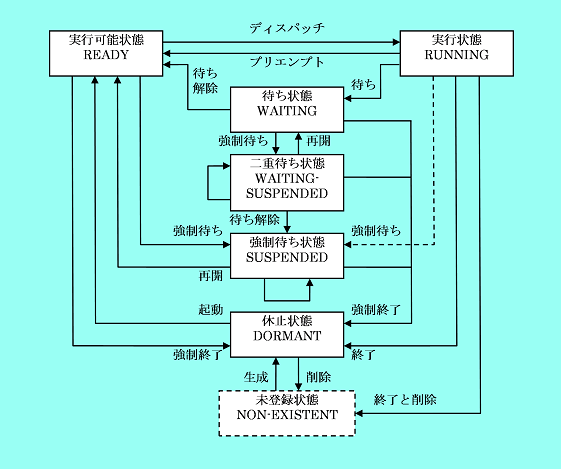 ディスパッチ
実行可能状態
READY
実行状態
RUNNING
プリエンプト
待ち
解除
待ち
待ち状態
WAITING
強制待ち
再開
二重待ち状態
WAITING-
SUSPENDED
待ち解除
強制待ち
強制待ち
強制待ち状態
SUSPENDED
再開
起動
強制終了
休止状態
DORMANT
強制終了
終了
生成
削除
未登録状態
NON-EXISTENT
終了と削除